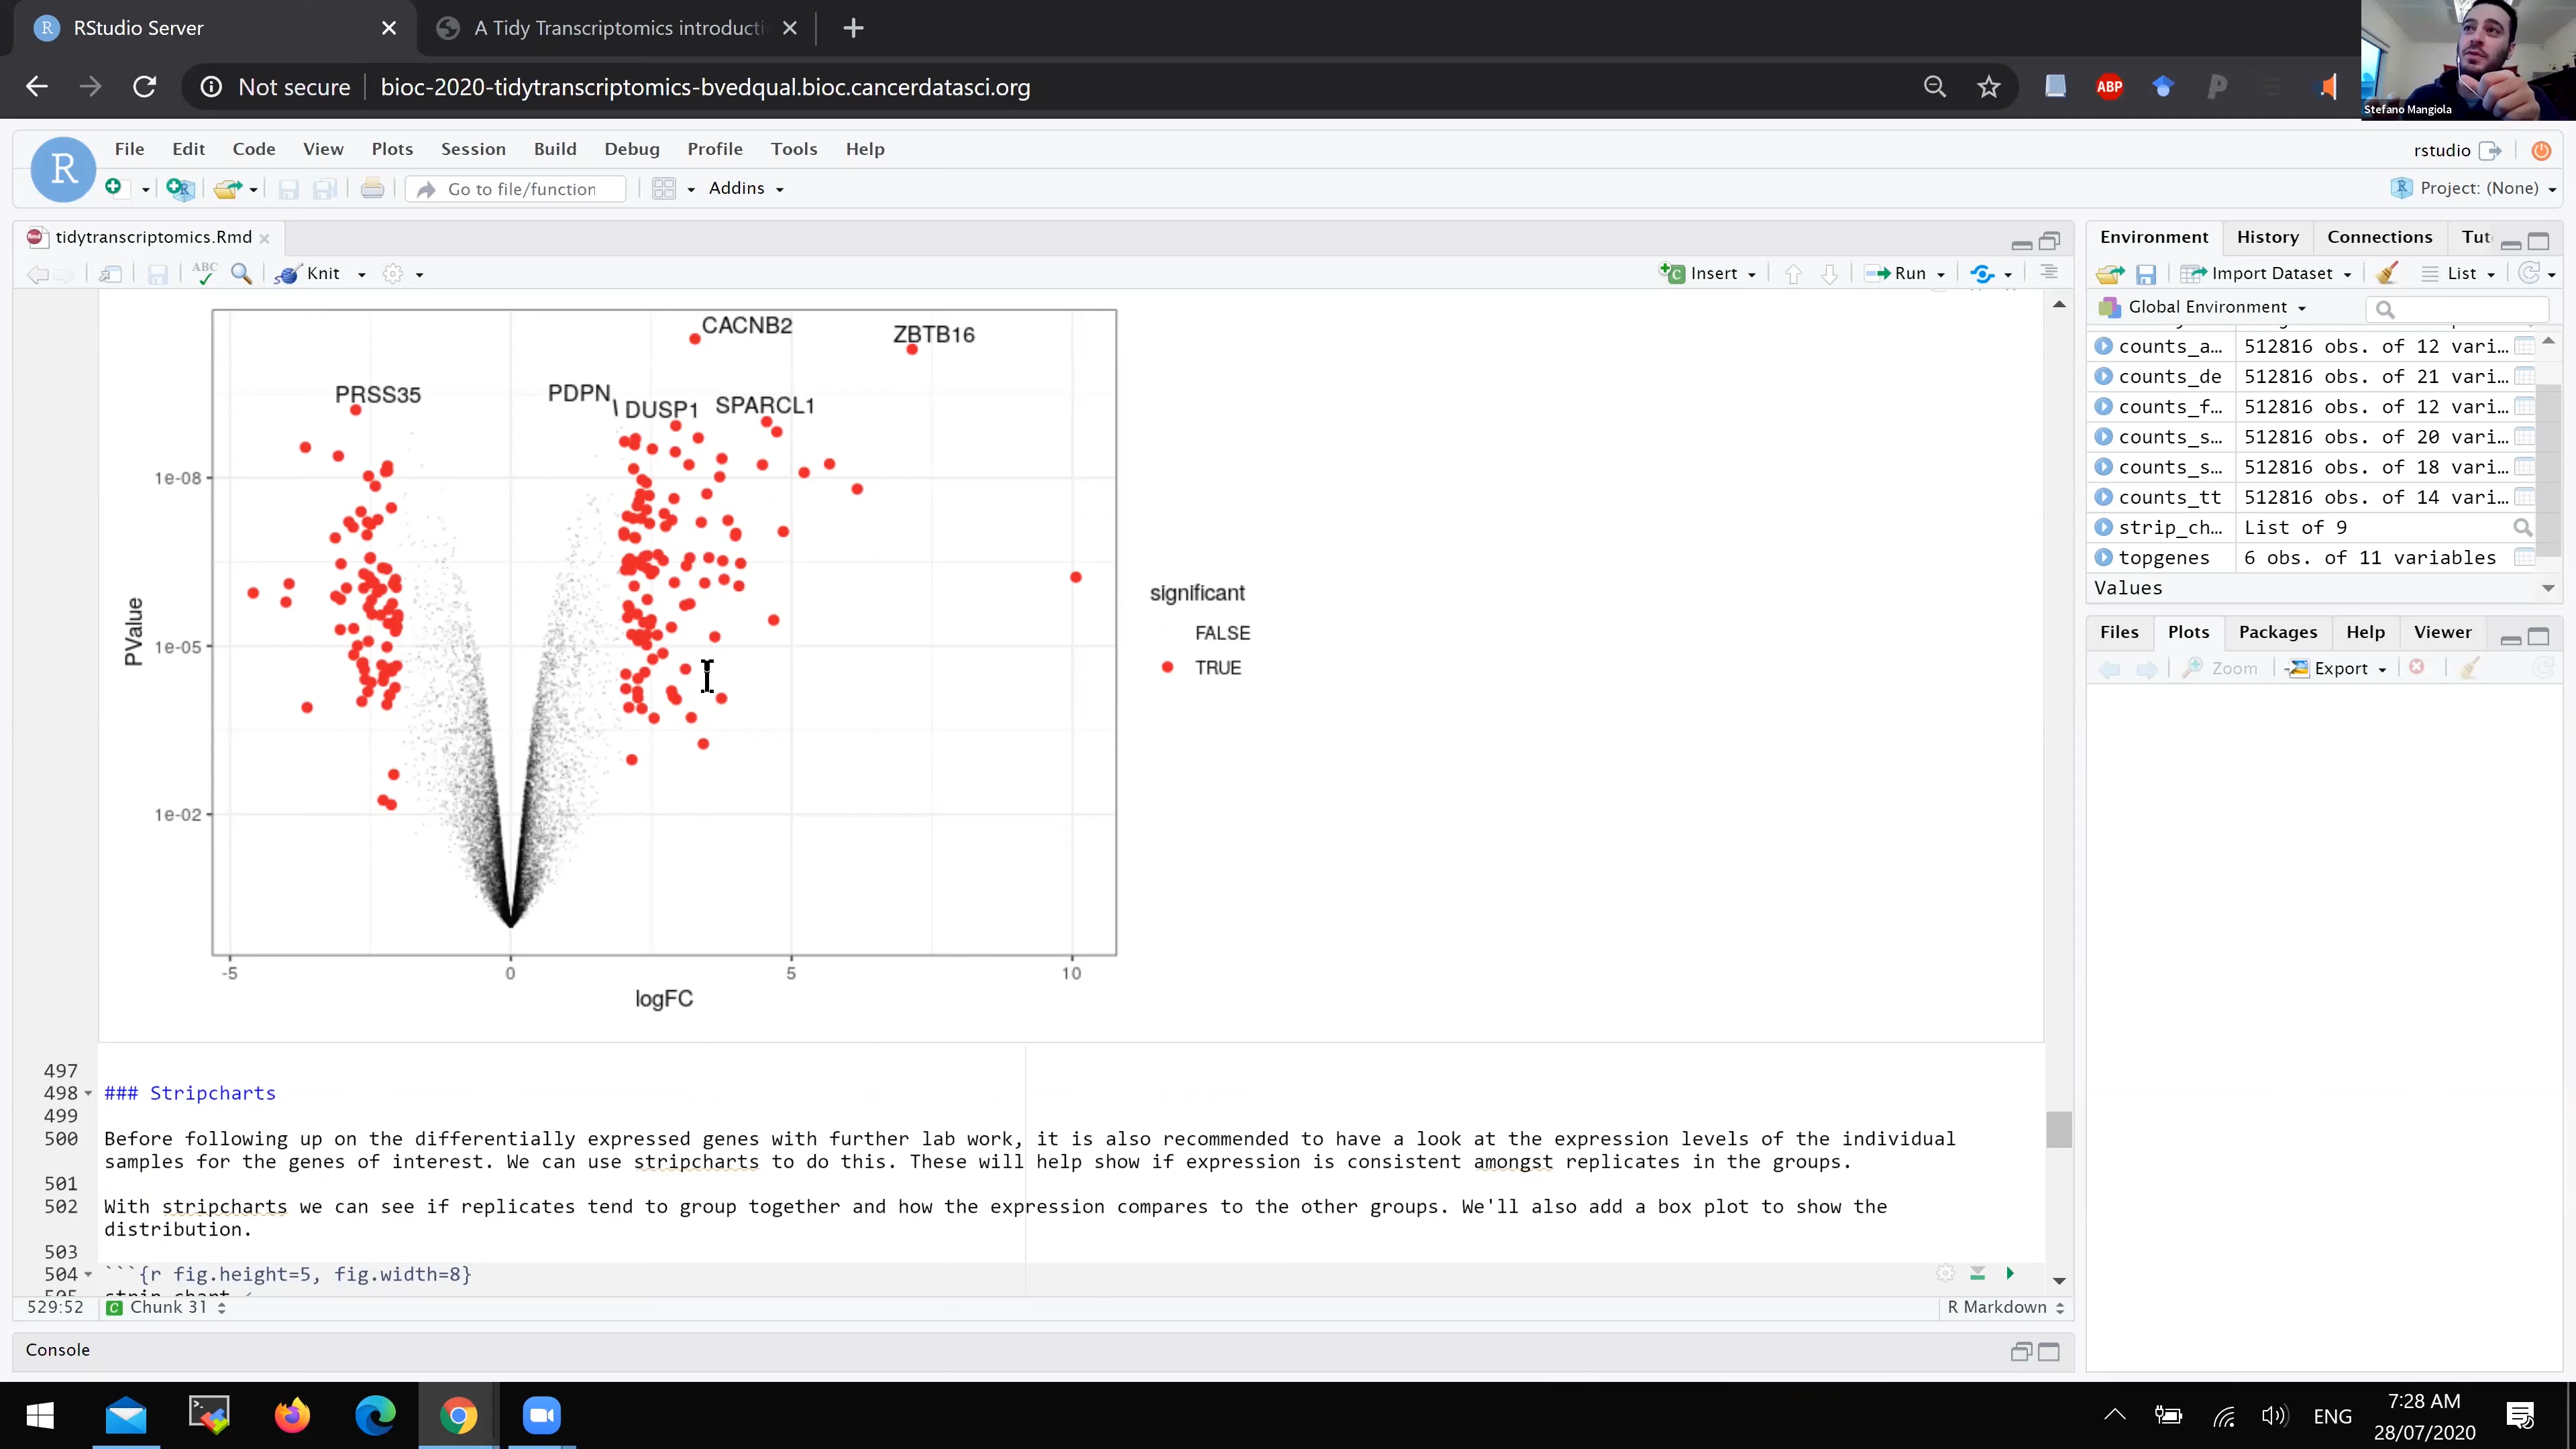 RStudio Server
A Tidy Transcriptomics introducti
Not secure
bioc-2020-tidytranscriptomics-bvedqual.bioc.cancerdatasci.org
ABP
Stefano Mangiola
File Edit Code View Plots Session Build Debug Profile Tools Help
rstudio
Go to file/function
Addins
Project: (None)
tidytranscriptomics.Rmd
ABC
Knit
Insert
Run
CACNB2
ZBTB16
PRSS35
PDPN
DUSP1
SPARCL1
1e-08
1e-05
1e-02
PValue
-5 0 5 10
logFC
significant
FALSE
TRUE
497
498 ### Stripcharts
499
500 Before following up on the differentially expressed genes with further lab work, it is also recommended to have a look at the expression levels of the individual
samples for the genes of interest. We can use stripcharts to do this. These will help show if expression is consistent amongst replicates in the groups.
501
502 With stripcharts we can see if replicates tend to group together and how the expression compares to the other groups. We'll also add a box plot to show the
distribution.
503
504 ```{r fig.height=5, fig.width=8}
529:52
Chunk 31
R Markdown
Console
Environment History Connections Tut
Import Dataset
List
Global Environment
counts_a… 512816 obs. of 12 vari…
counts_de 512816 obs. of 21 vari…
counts_f… 512816 obs. of 12 vari…
counts_s… 512816 obs. of 20 vari…
counts_s… 512816 obs. of 18 vari…
counts_tt 512816 obs. of 14 vari…
strip_ch… List of 9
topgenes 6 obs. of 11 variables
Values
Files Plots Packages Help Viewer
Zoom
Export
ENG
7:28 AM
28/07/2020